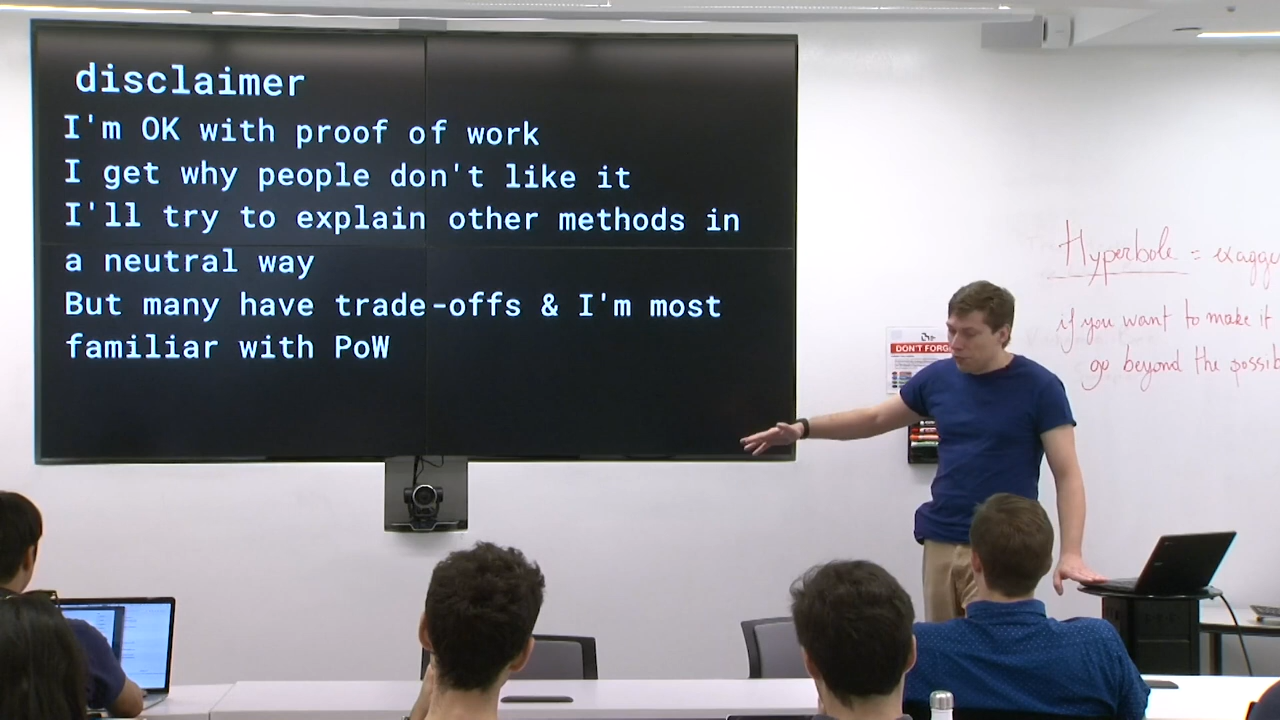 disclaimer
I'm OK with proof of work
I get why people don't like it
I'll try to explain other methods in
a neutral way
But many have trade-offs & I'm most
familiar with PoW
Hyperbole = exagge
if you want to make it
go beyond the possib
DON'T FORG